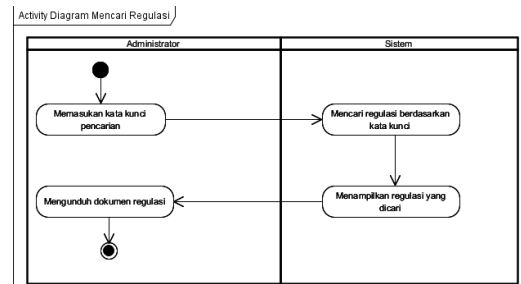 Activity Diagram Mencari Regulasi
Administrator
Sistem
Memasukan kata kunci
pencarian
Mencari regulasi berdasarkan
kata kunci
Mengunduh dokumen regulasi
Menampilkan regulasi yang
dicari